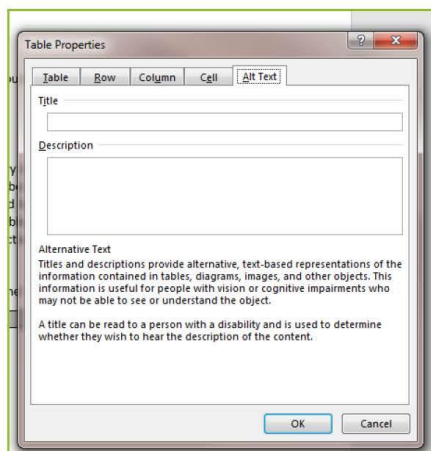 Table Properties
Table Row Column Cell Alt Text
Title
Description
Alternative Text
Titles and descriptions provide alternative, text-based representations of the
information contained in tables, diagrams, images, and other objects. This
information is useful for people with vision or cognitive impairments who
may not be able to see or understand the object.
A title can be read to a person with a disability and is used to determine
whether they wish to hear the description of the content.
OK Cancel